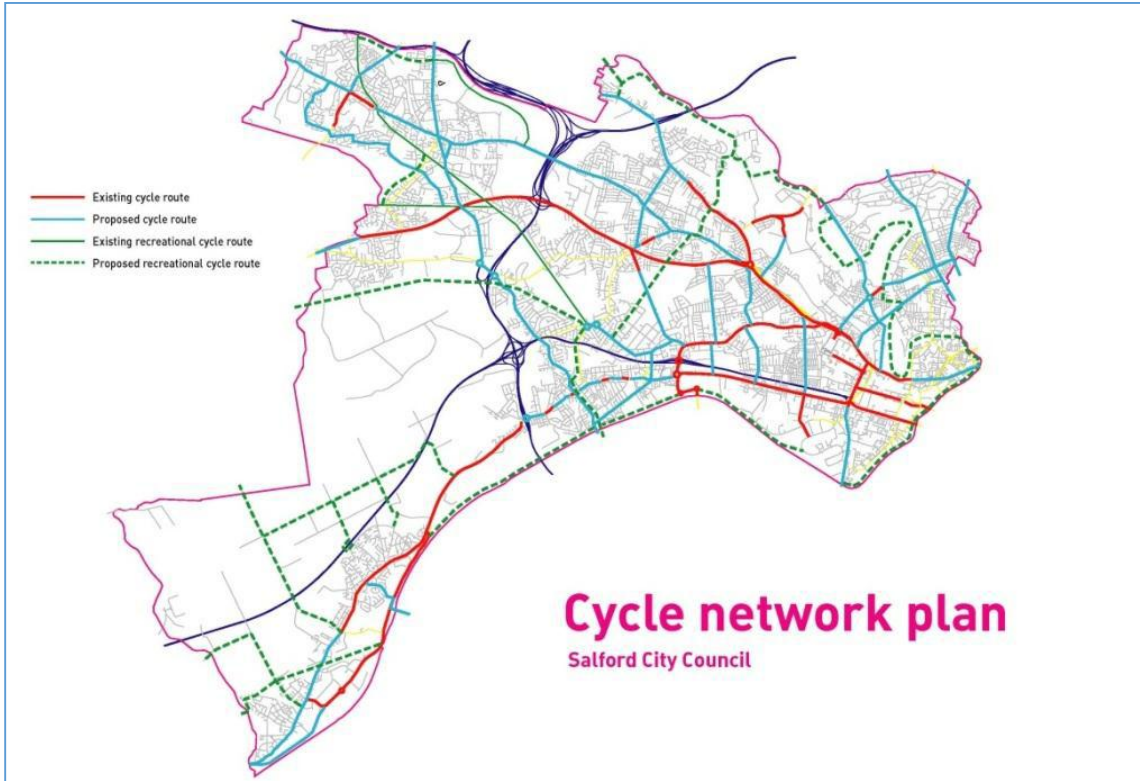 Existing cycle route
Proposed cycle route
Existing recreational cycle route
Proposed recreational cycle route
Cycle network plan
Salford City Council